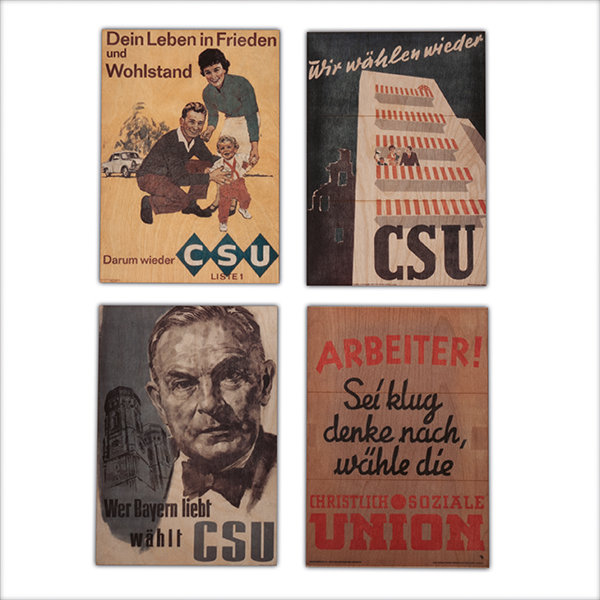 Dein Leben in Frieden
und
Wohlstand
Darum wieder CSU
LISTE 1
Wir wählen wieder
CSU
Wer Bayern liebt
wählt CSU
ARBEITER!
Sei klug
denke nach,
wähle die
CHRISTLICH SOZIALE
UNION